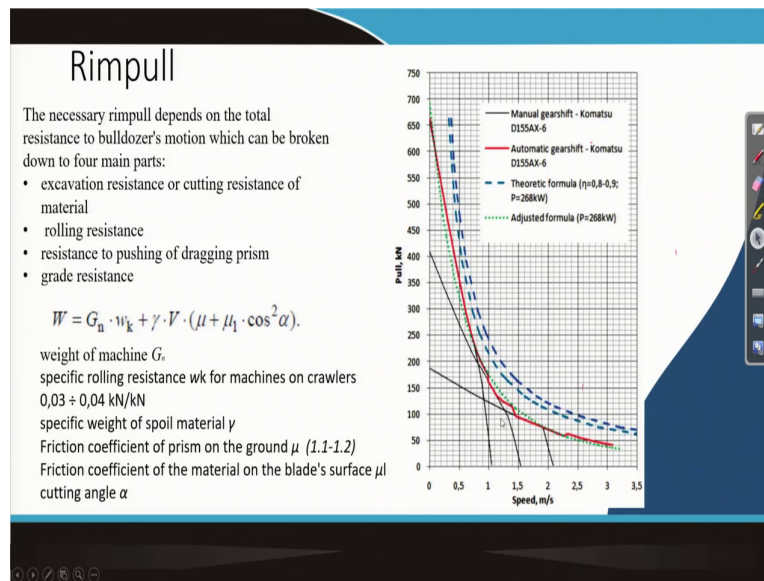 Rimpull
The necessary rimpull depends on the total
resistance to bulldozer's motion which can be broken
down to four main parts:
• excavation resistance or cutting resistance of
material
• rolling resistance
• resistance to pushing of dragging prism
• grade resistance
W = Gn · wk + γ · V · (μ + μ1 · cos²α).
weight of machine Gn
specific rolling resistance wk for machines on crawlers
0,03 ÷ 0,04 kN/kN
specific weight of spoil material γ
Friction coefficient of prism on the ground μ (1.1-1.2)
Friction coefficient of the material on the blade's surface μl
cutting angle α
750
700
650
600
550
500
450
400
350
300
250
200
150
100
50
0
Pull, kN
Manual gearshift - Komatsu
D155AX-6
Automatic gearshift - Komatsu
D155AX-6
Theoretic formula (η=0,8-0,9;
P=268kW)
Adjusted formula (P=268kW)
0 0,5 1 1,5 2 2,5 3 3,5
Speed, m/s